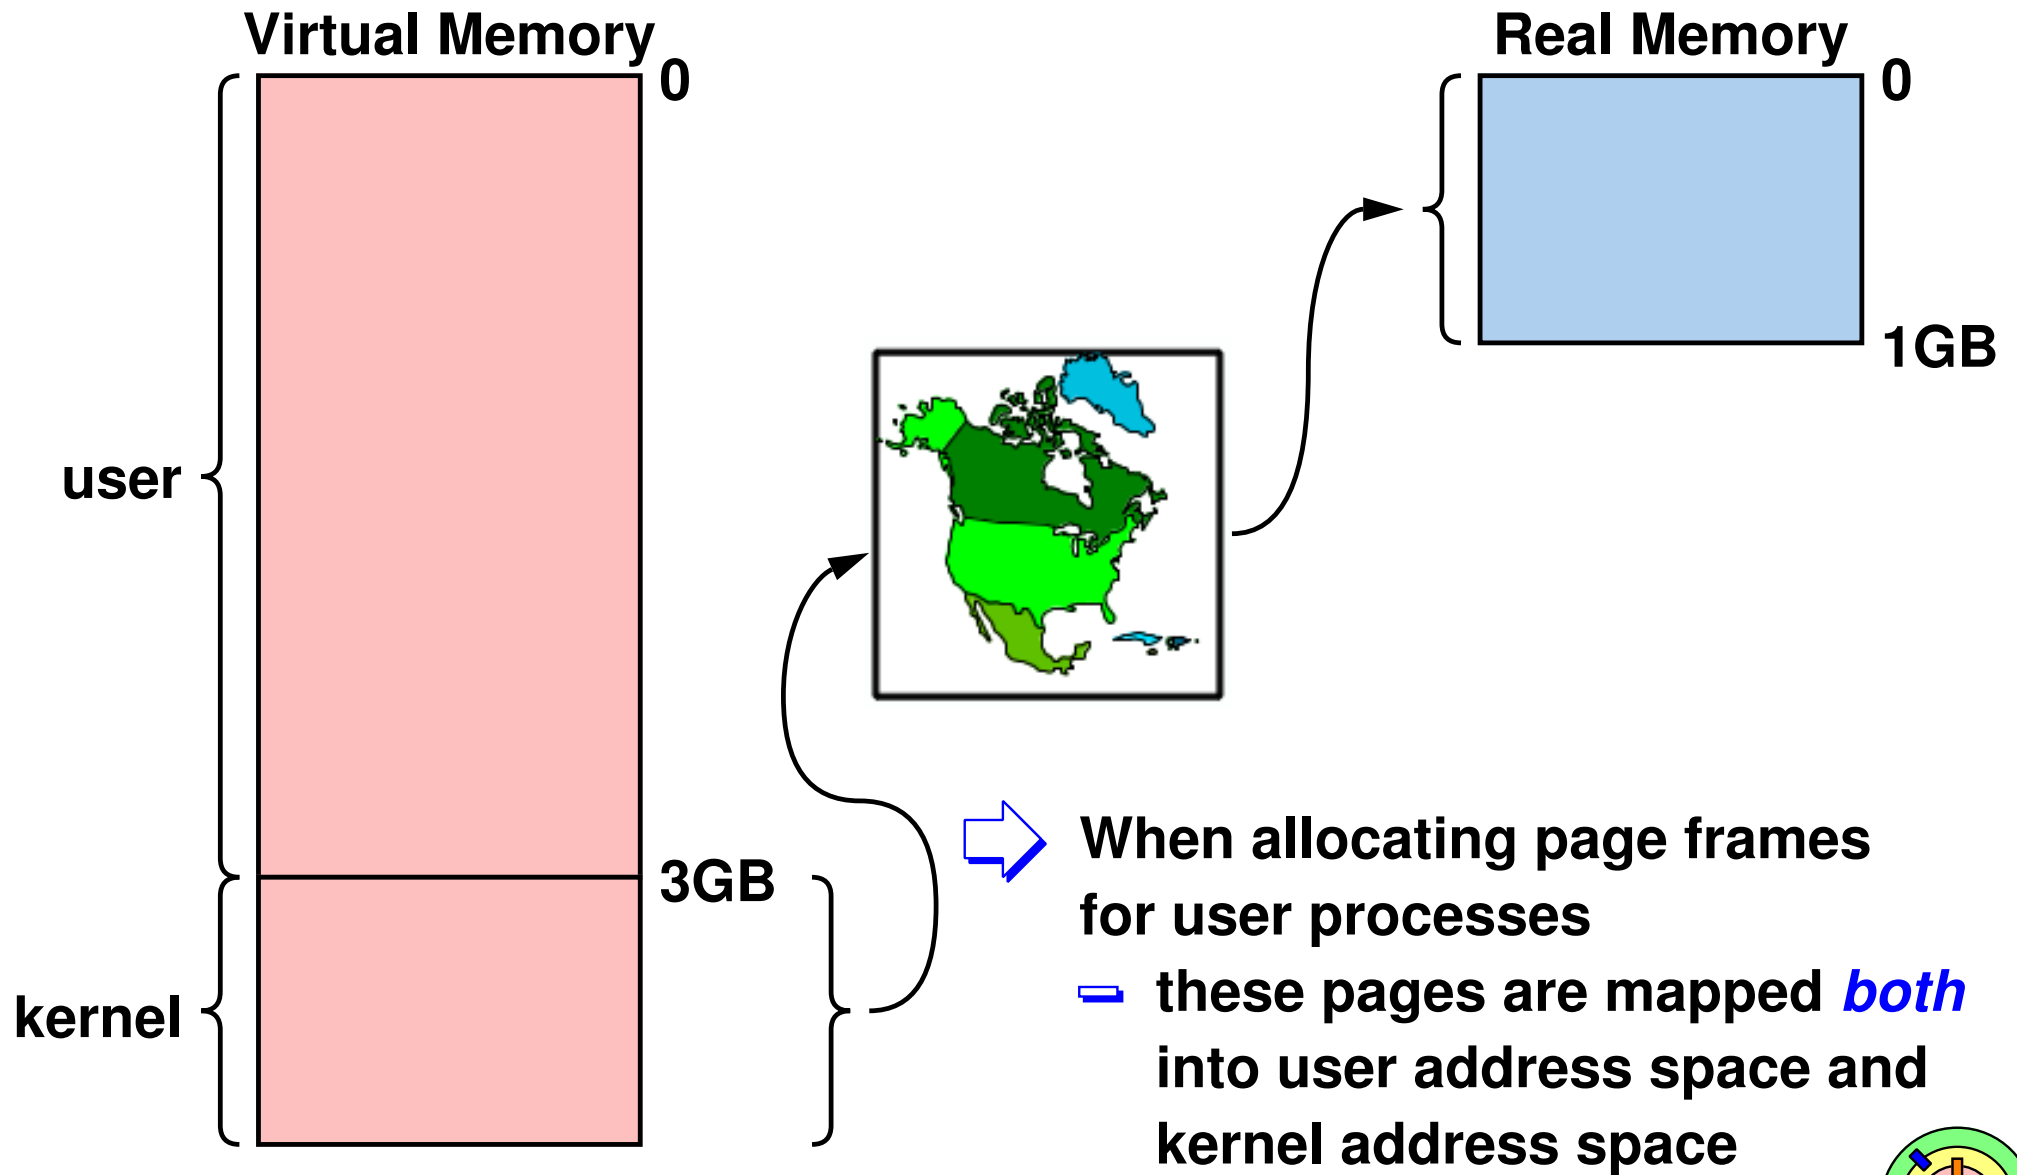 Virtual Memory
0
Real Memory
0
1GB
user
3GB
kernel
When allocating page frames
for user processes
these pages are mapped both
into user address space and
kernel address space